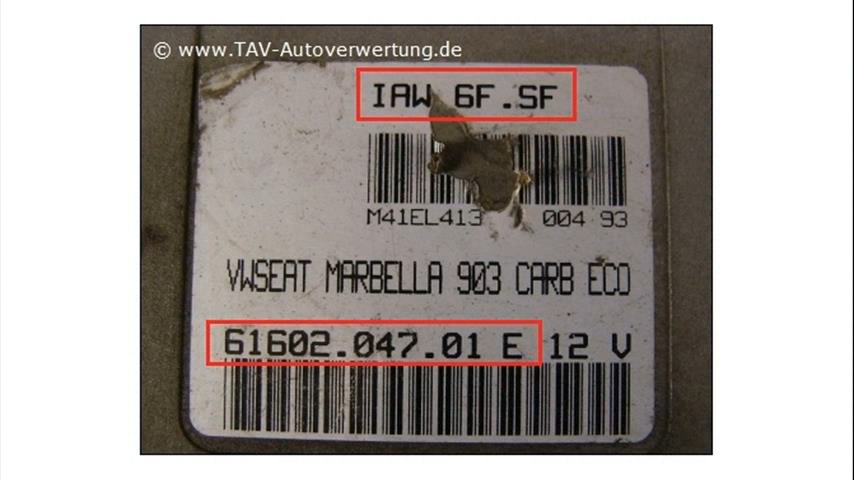 © www.TAV-Autoverwertung.de
IAW 6F.SF
M41EL413 004 93
VWSEAT MARBELLA 903 CARB ECO
61602.047.01 E 12 V